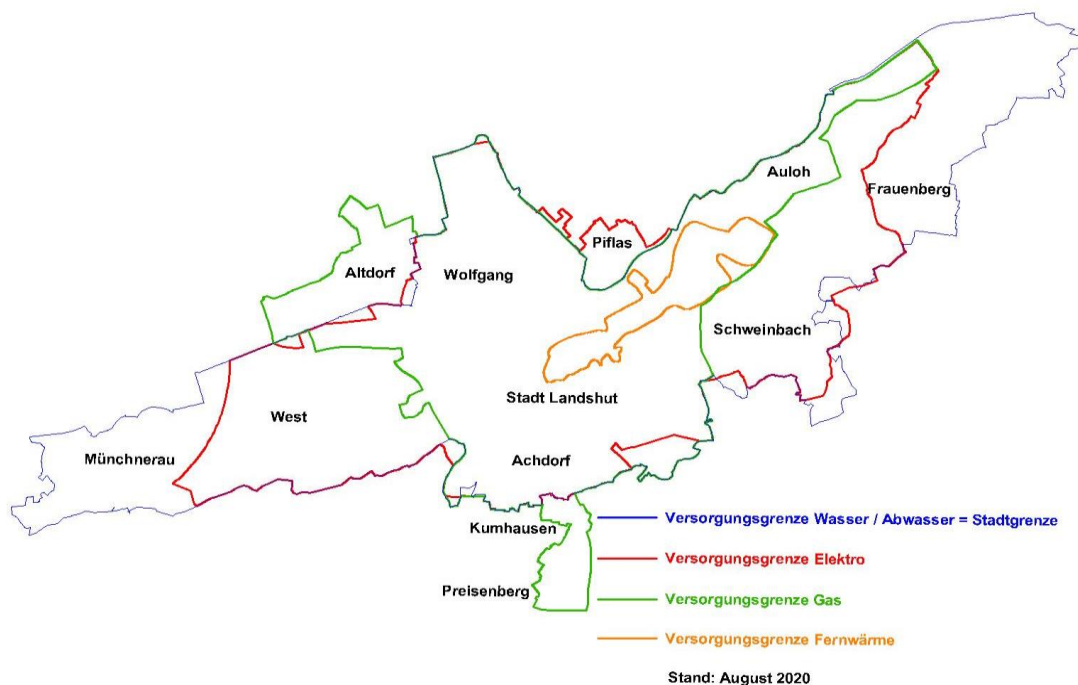 Auloh
Frauenberg
Piflas
Altdorf
Wolfgang
Schweinbach
Stadt Landshut
West
Münchnerau
Achdorf
Kumhausen
Preisenberg
Versorgungsgrenze Wasser / Abwasser = Stadtgrenze
Versorgungsgrenze Elektro
Versorgungsgrenze Gas
Versorgungsgrenze Fernwärme
Stand: August 2020